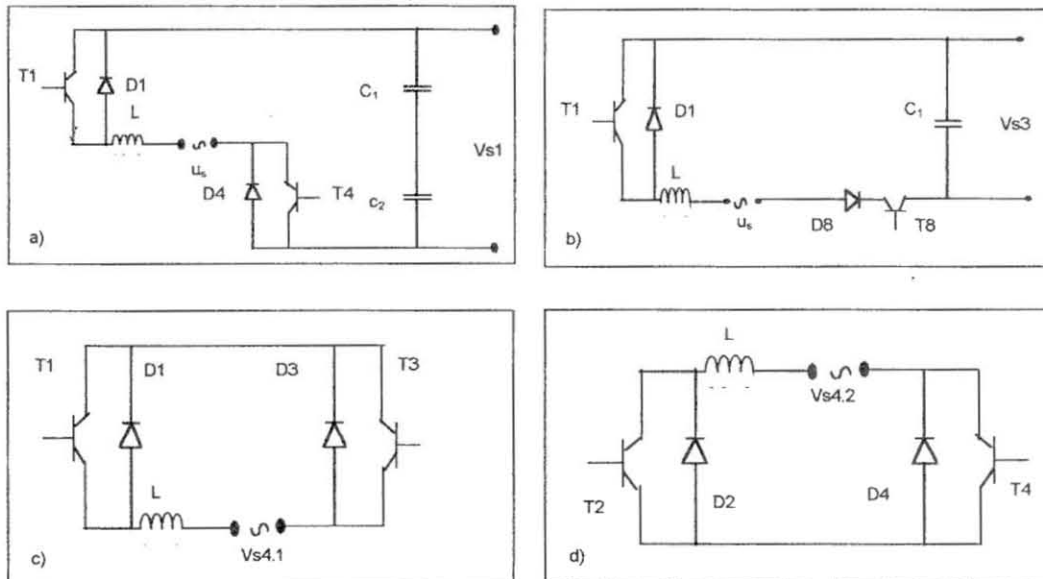 T1
D1
L
uₛ
D4
T4
C₁
c₂
Vs1
a)
T1
D1
L
uₛ
D8
T8
C₁
Vs3
b)
T1
D1
D3
T3
L
Vs4.1
c)
L
Vs4.2
T2
D2
D4
T4
d)